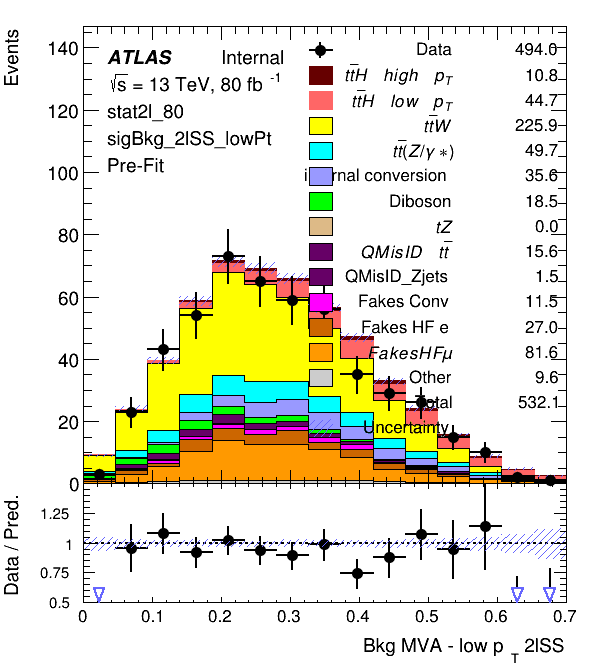 Events
140
120
100
80
60
40
20
0
ATLAS Internal
√s = 13 TeV, 80 fb -1
stat2l_80
sigBkg_2lSS_lowPt
Pre-Fit
Data 494.0
tt̄H high p_T 10.8
tt̄H low p_T 44.7
tt̄W 225.9
tt̄(Z/γ *) 49.7
internal conversion 35.6
Diboson 18.5
tZ 0.0
QMisID tt̄ 15.6
QMisID_Zjets 1.5
Fakes Conv 11.5
Fakes HF e 27.0
FakesHFμ 81.6
Other 9.6
Total 532.1
Uncertainty
Data / Pred.
1.25
1
0.75
0.5
0 0.1 0.2 0.3 0.4 0.5 0.6 0.7
Bkg MVA - low p_T 2lSS